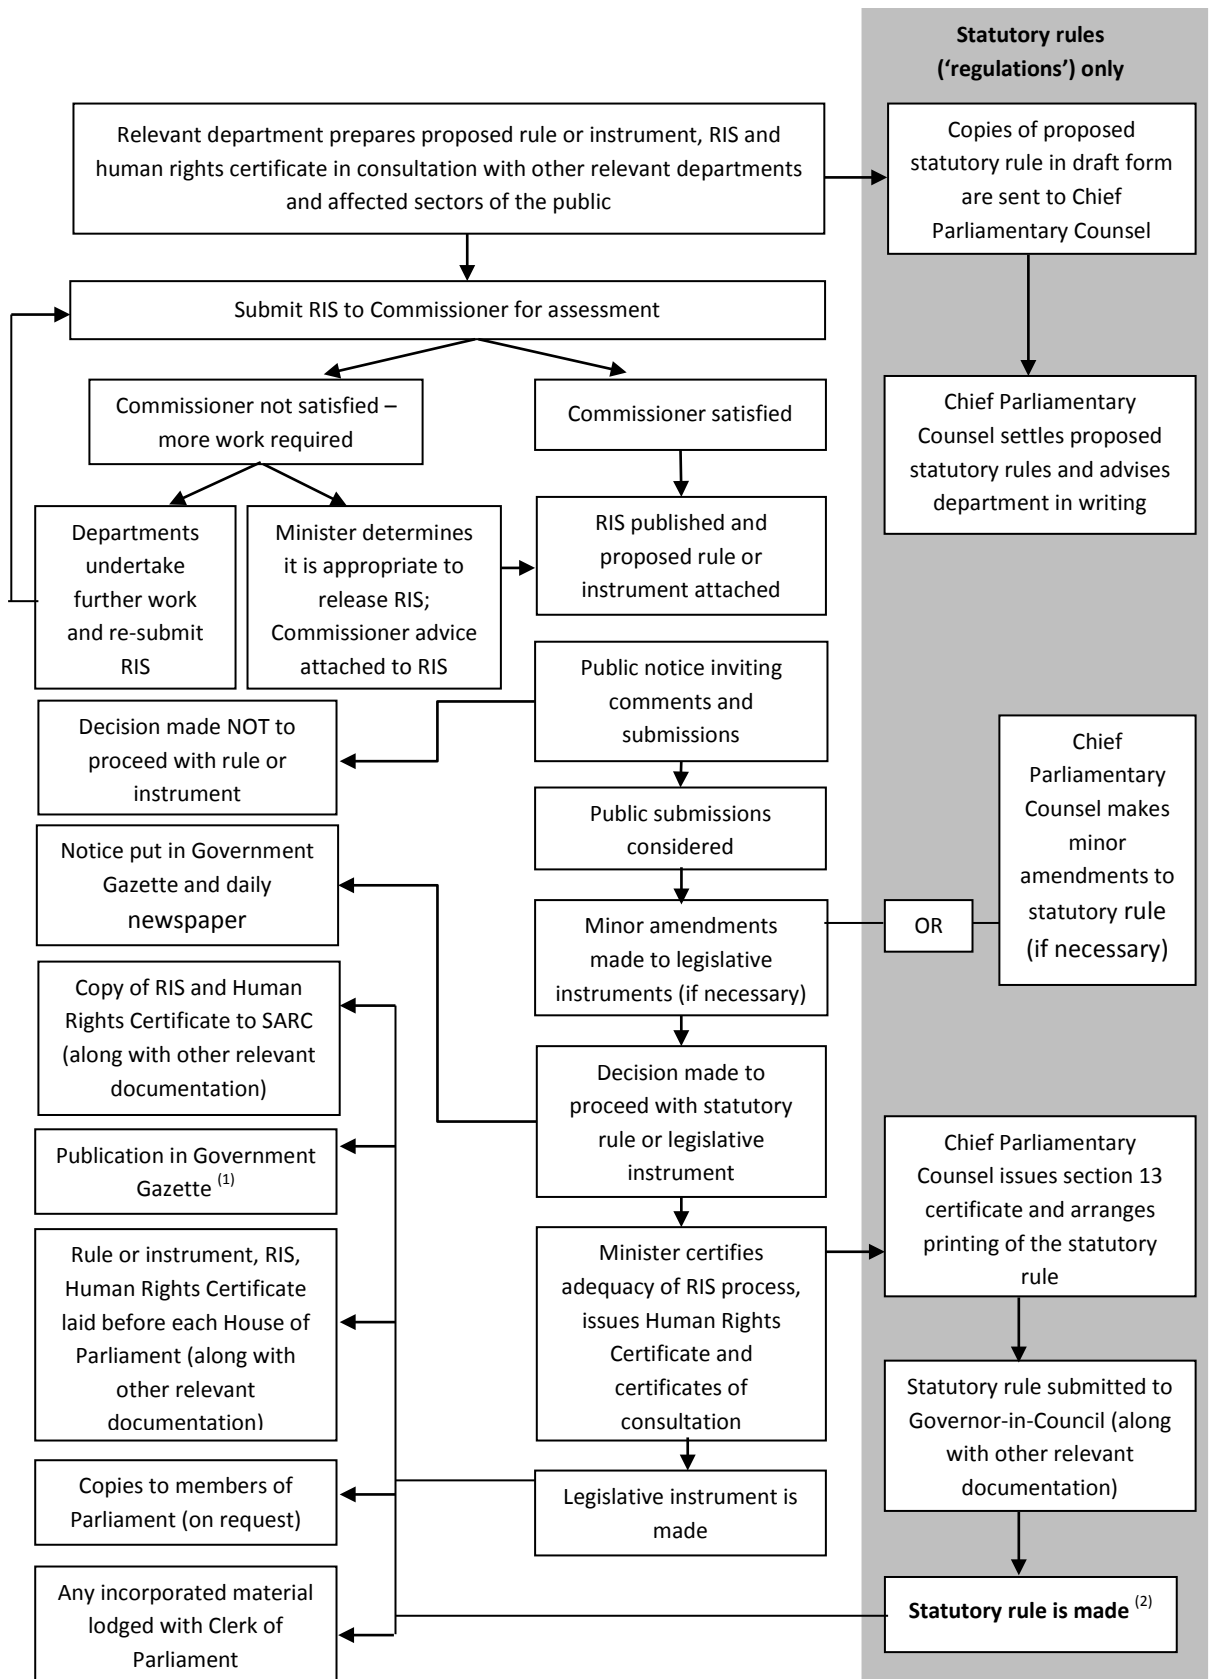 Statutory rules
(‘regulations’) only
Relevant department prepares proposed rule or instrument, RIS and
human rights certificate in consultation with other relevant departments
and affected sectors of the public
Copies of proposed
statutory rule in draft form
are sent to Chief
Parliamentary Counsel
Submit RIS to Commissioner for assessment
Commissioner not satisfied –
more work required
Commissioner satisfied
Chief Parliamentary
Counsel settles proposed
statutory rules and advises
department in writing
Departments
undertake
further work
and re-submit
RIS
Minister determines
it is appropriate to
release RIS;
Commissioner advice
attached to RIS
RIS published and
proposed rule or
instrument attached
Public notice inviting
comments and
submissions
Decision made NOT to
proceed with rule or
instrument
Chief
Parliamentary
Counsel makes
minor
amendments to
statutory rule
(if necessary)
Public submissions
considered
Notice put in Government
Gazette and daily
newspaper
Minor amendments
made to legislative
instruments (if necessary)
OR
Copy of RIS and Human
Rights Certificate to SARC
(along with other relevant
documentation)
Decision made to
proceed with statutory
rule or legislative
instrument
Publication in Government
Gazette (1)
Chief Parliamentary
Counsel issues section 13
certificate and arranges
printing of the statutory
rule
Rule or instrument, RIS,
Human Rights Certificate
laid before each House of
Parliament (along with
other relevant
documentation)
Minister certifies
adequacy of RIS process,
issues Human Rights
Certificate and
certificates of
consultation
Statutory rule submitted to
Governor-in-Council (along
with other relevant
documentation)
Copies to members of
Parliament (on request)
Legislative instrument is
made
Any incorporated material
lodged with Clerk of
Parliament
Statutory rule is made (2)